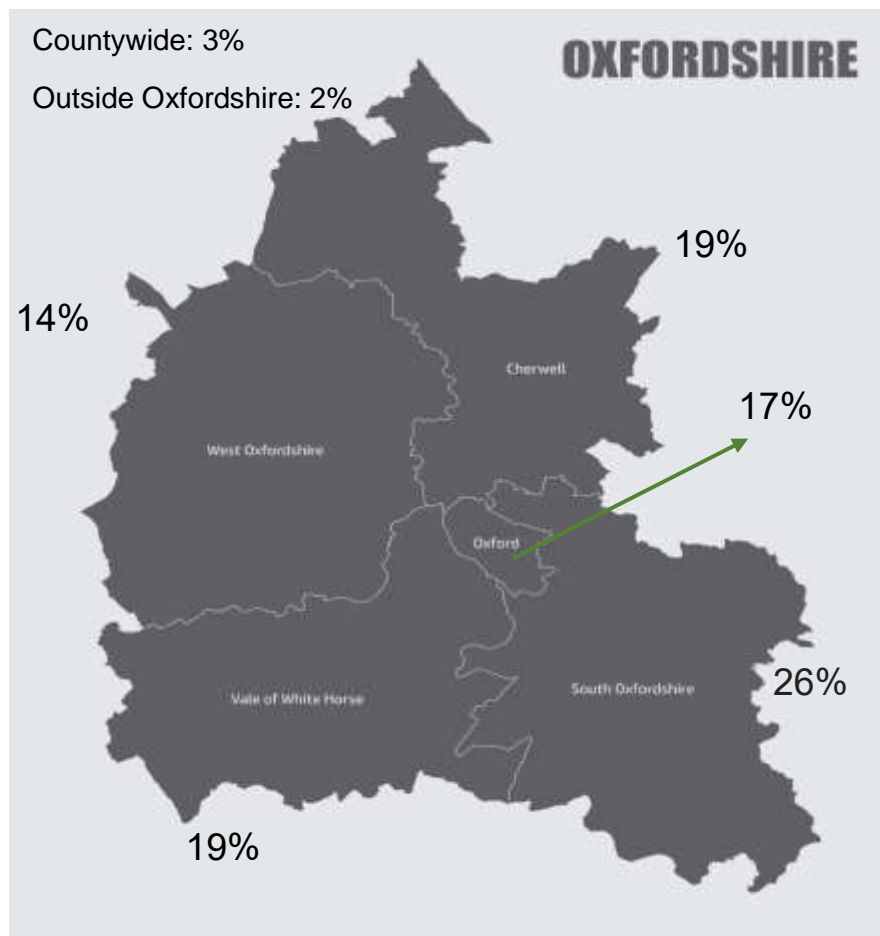 Countywide: 3%
OXFORDSHIRE
Outside Oxfordshire: 2%
19%
14%
Cherwell
17%
West Oxfordshire
Oxford
26%
South Oxfordshire
Vale of White Horse
19%